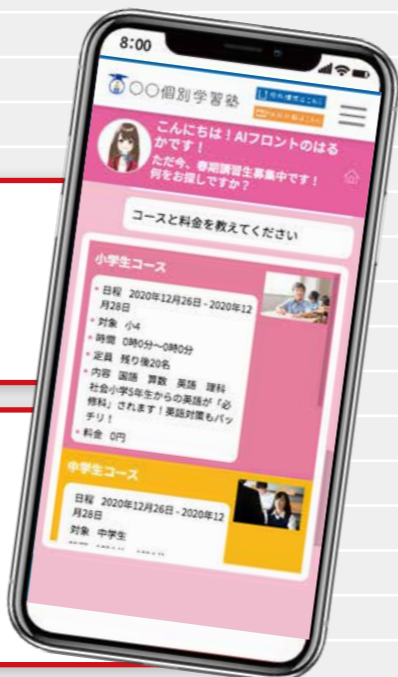 8:00
〇〇個別学習塾
こんにちは！AIフロントのはる
かです！
ただ今、春期講習生募集中です！
何をお探しですか？
コースと料金を教えてください
小学生コース
日程 2020年12月26日 - 2020年12
月28日
対象 小4
時間 0時0分～0時0分
定員 残り後20名
内容 国語 算数 英語 理科
社会小学5年生からの英語が「必
修科」されます！英語対策もバッ
チリ！
料金 0円
中学生コース
日程 2020年12月26日 - 2020年12
月28日
対象 中学生